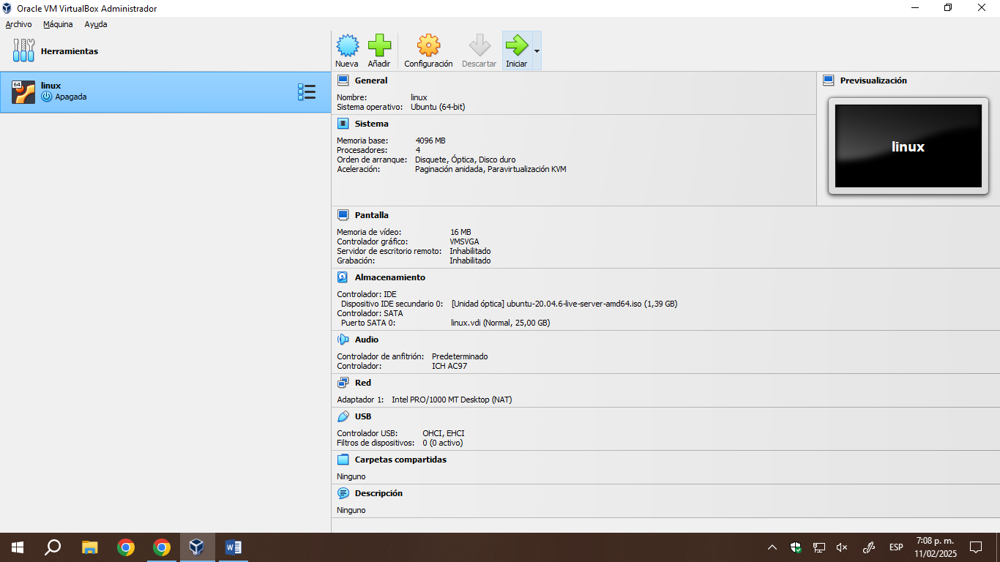 Oracle VM VirtualBox Administrador
Archivo Máquina Ayuda
Herramientas
Nueva Añadir Configuración Descartar Iniciar
64
linux
Apagada
General
Nombre: linux
Sistema operativo: Ubuntu (64-bit)
Previsualización
linux
Sistema
Memoria base: 4096 MB
Procesadores: 4
Orden de arranque: Disquete, Óptica, Disco duro
Aceleración: Paginación anidada, Paravirtualización KVM
Pantalla
Memoria de vídeo: 16 MB
Controlador gráfico: VMSVGA
Servidor de escritorio remoto: Inhabilitado
Grabación: Inhabilitado
Almacenamiento
Controlador: IDE
Dispositivo IDE secundario 0: [Unidad óptica] ubuntu-20.04.6-live-server-amd64.iso (1,39 GB)
Controlador: SATA
Puerto SATA 0: linux.vdi (Normal, 25,00 GB)
Audio
Controlador de anfitrión: Predeterminado
Controlador: ICH AC97
Red
Adaptador 1: Intel PRO/1000 MT Desktop (NAT)
USB
Controlador USB: OHCI, EHCI
Filtros de dispositivos: 0 (0 activo)
Carpetas compartidas
Ninguno
Descripción
Ninguno
W
ESP
7:08 p. m.
11/02/2025